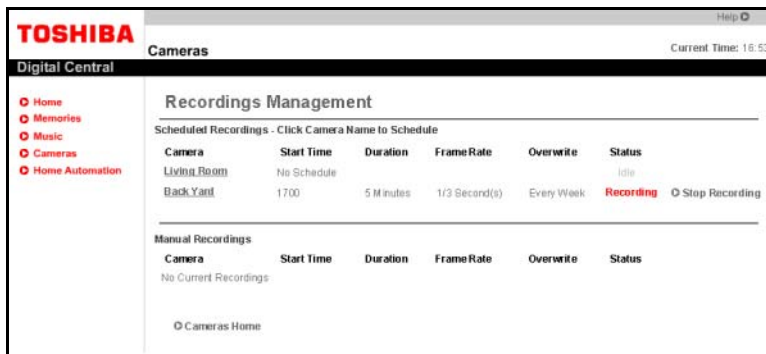 Help
TOSHIBA
Cameras
Current Time: 16:5
Digital Central
Home
Memories
Music
Cameras
Home Automation
Recordings Management
Scheduled Recordings - Click Camera Name to Schedule
Camera Start Time Duration Frame Rate Overwrite Status
Living Room No Schedule Idle
Back Yard 1700 5 Minutes 1/3 Second(s) Every Week Recording Stop Recording
Manual Recordings
Camera Start Time Duration Frame Rate Overwrite Status
No Current Recordings
Cameras Home